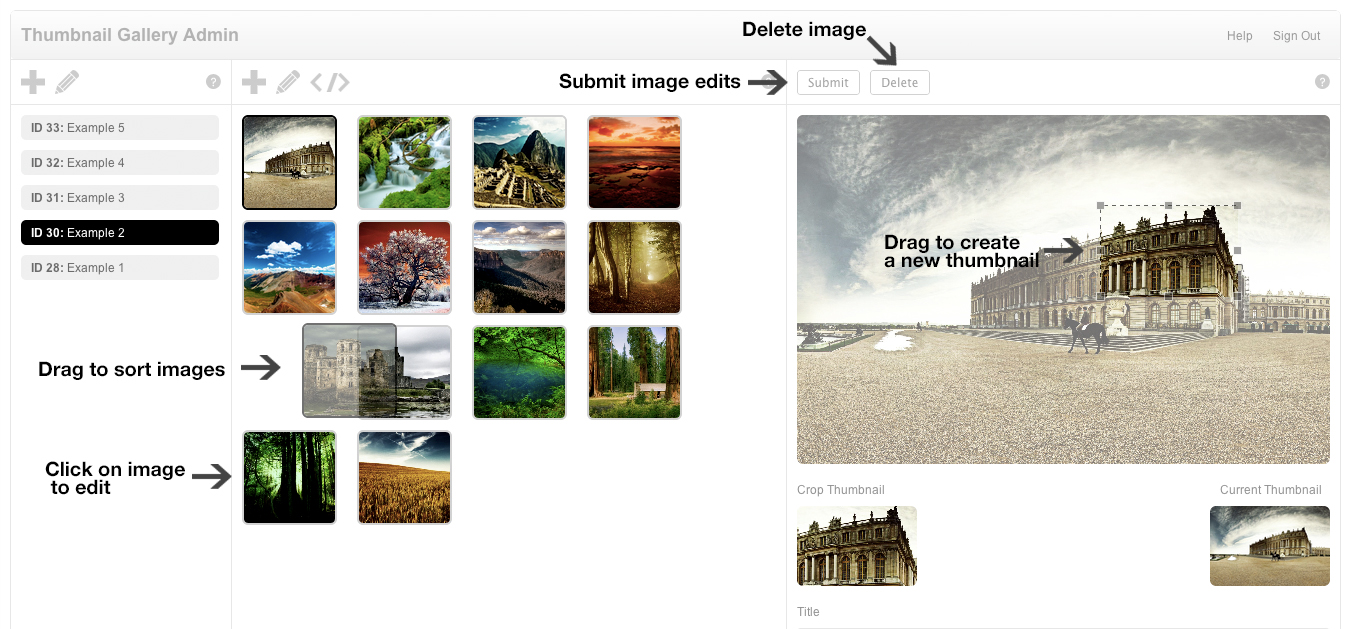 Thumbnail Gallery Admin
Delete image
Help
Sign Out
Submit image edits
Submit
Delete
?
?
ID 33: Example 5
ID 32: Example 4
ID 31: Example 3
ID 30: Example 2
ID 28: Example 1
Drag to create
a new thumbnail
Drag to sort images
Click on image
to edit
Crop Thumbnail
Current Thumbnail
Title